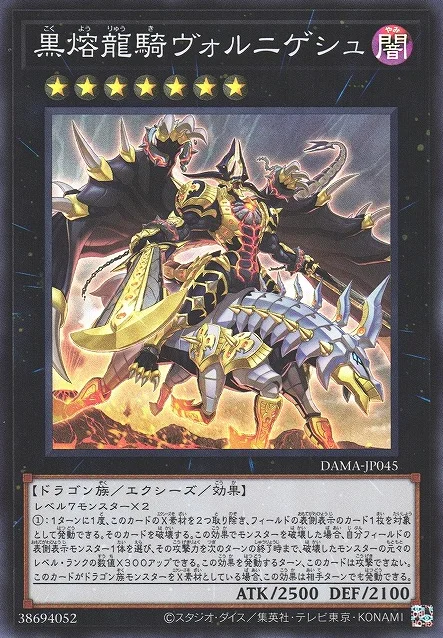 黒熔龍騎ヴォルニゲシュ
闇
DAMA-JP045
【ドラゴン族／エクシーズ／効果】
レベル7モンスター×2
①：1ターンに1度、このカードのX素材を2つ取り除き、フィールドの表側表示のカード1枚を対象
として発動できる。そのカードを破壊する。この効果でモンスターを破壊した場合、自分フィールドの
表側表示モンスター1体を選び、その攻撃力を次のターンの終了時まで、破壊したモンスターの元々の
レベル・ランクの数値×300アップできる。この効果を発動するターン、このカードは攻撃できない。
このカードがドラゴン族モンスターをX素材としている場合、この効果は相手ターンでも発動できる。
ATK/2500 DEF/2100
38694052
©スタジオ・ダイス／集英社・テレビ東京・KONAMI